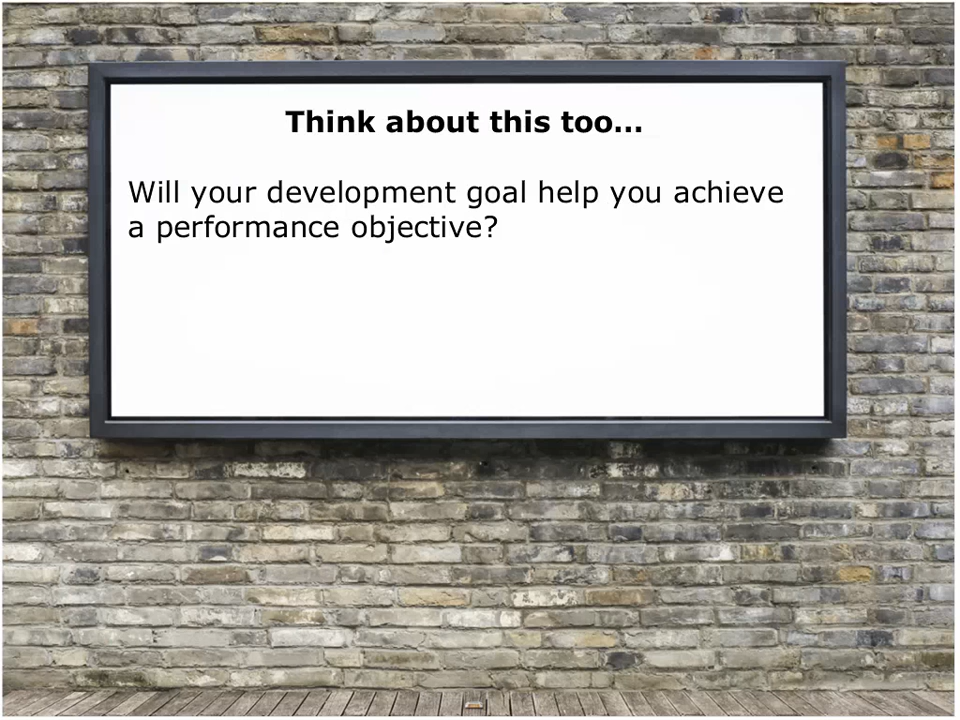 Think about this too...
Will your development goal help you achieve
a performance objective?